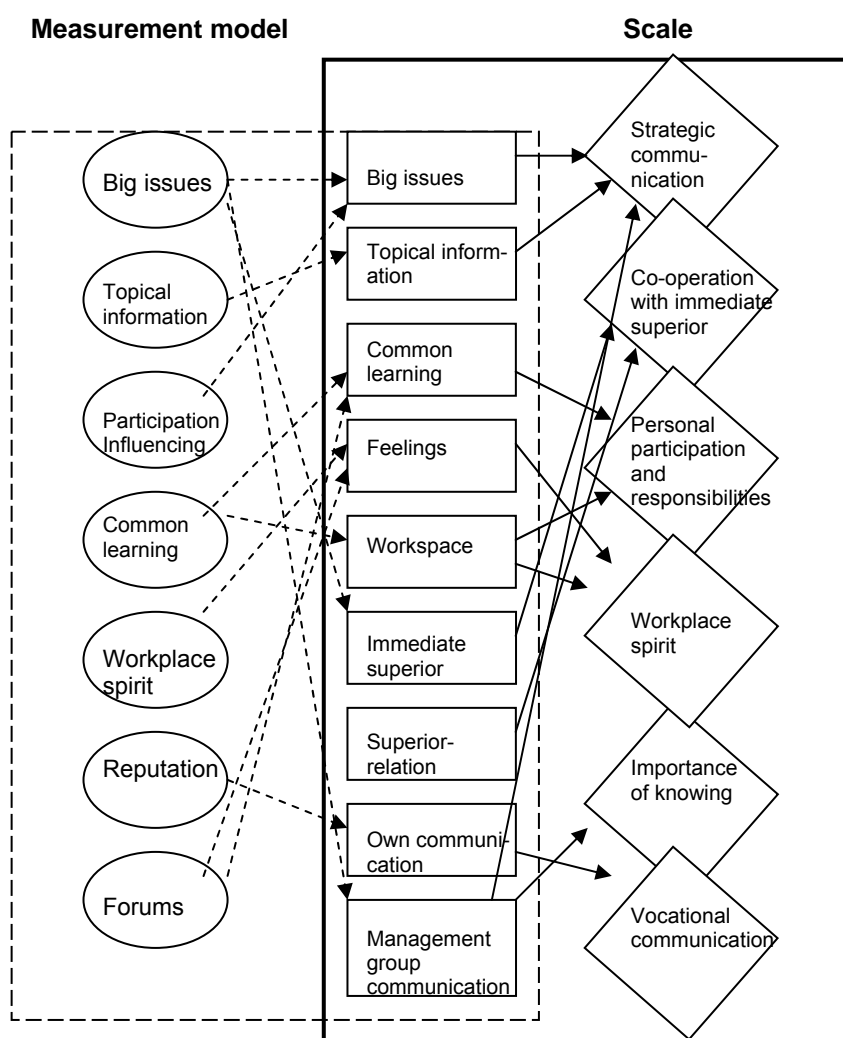 Measurement model
Scale
Big issues
Topical
information
Participation
Influencing
Common
learning
Workplace
spirit
Reputation
Forums
Big issues
Topical inform-
ation
Common
learning
Feelings
Workspace
Immediate
superior
Superior-
relation
Own communi-
cation
Management
group
communication
Strategic
commu-
nication
Co-operation
with immediate
superior
Personal
participation
and
responsibilities
Workplace
spirit
Importance
of knowing
Vocational
communication